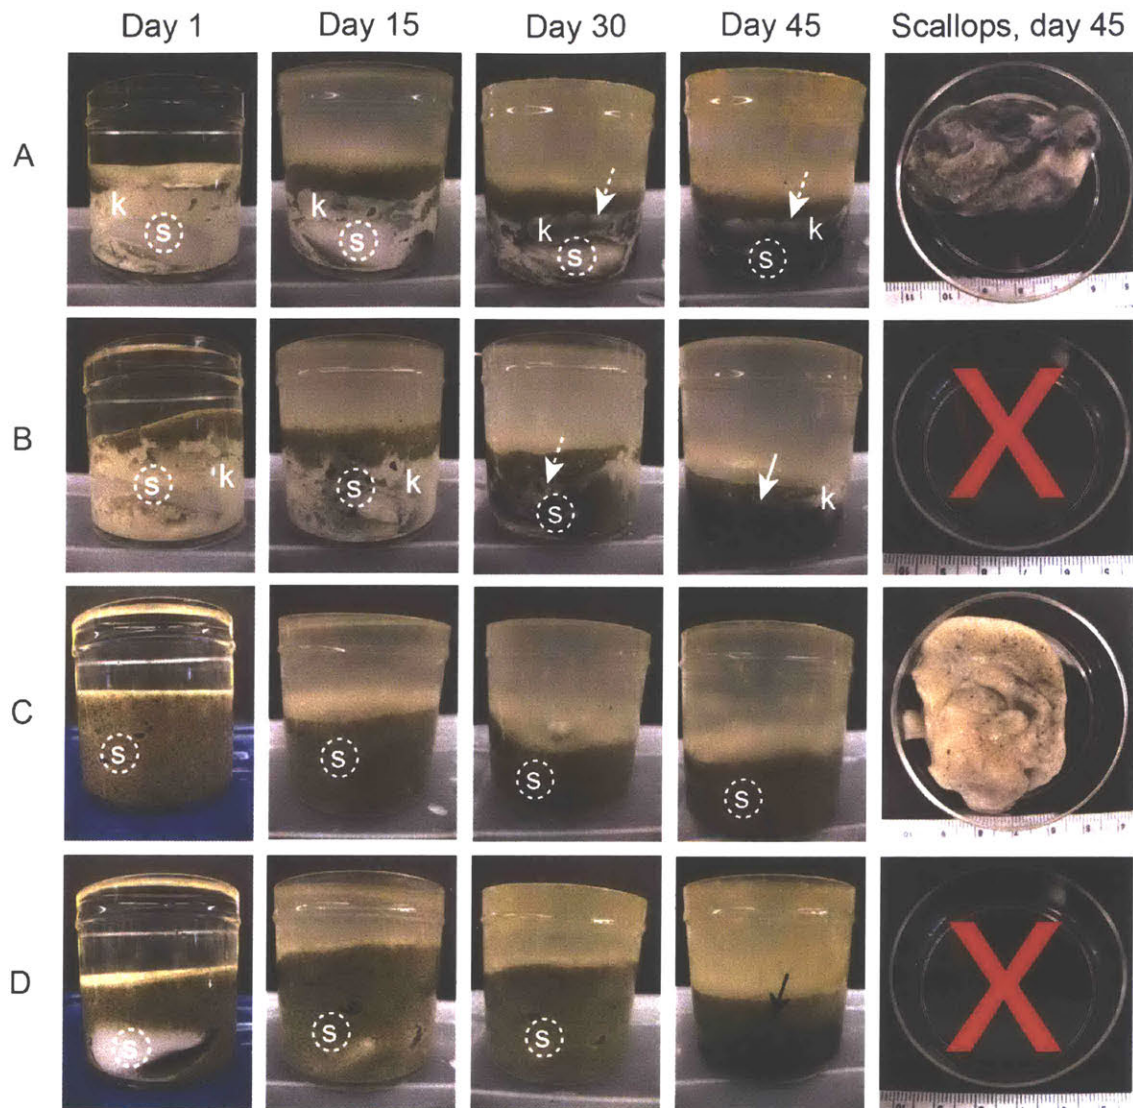 Day 1 Day 15 Day 30 Day 45 Scallops, day 45
A
k k k k
s s s s
B
s k s k s k
X
C
s s s s
D
s s s
X